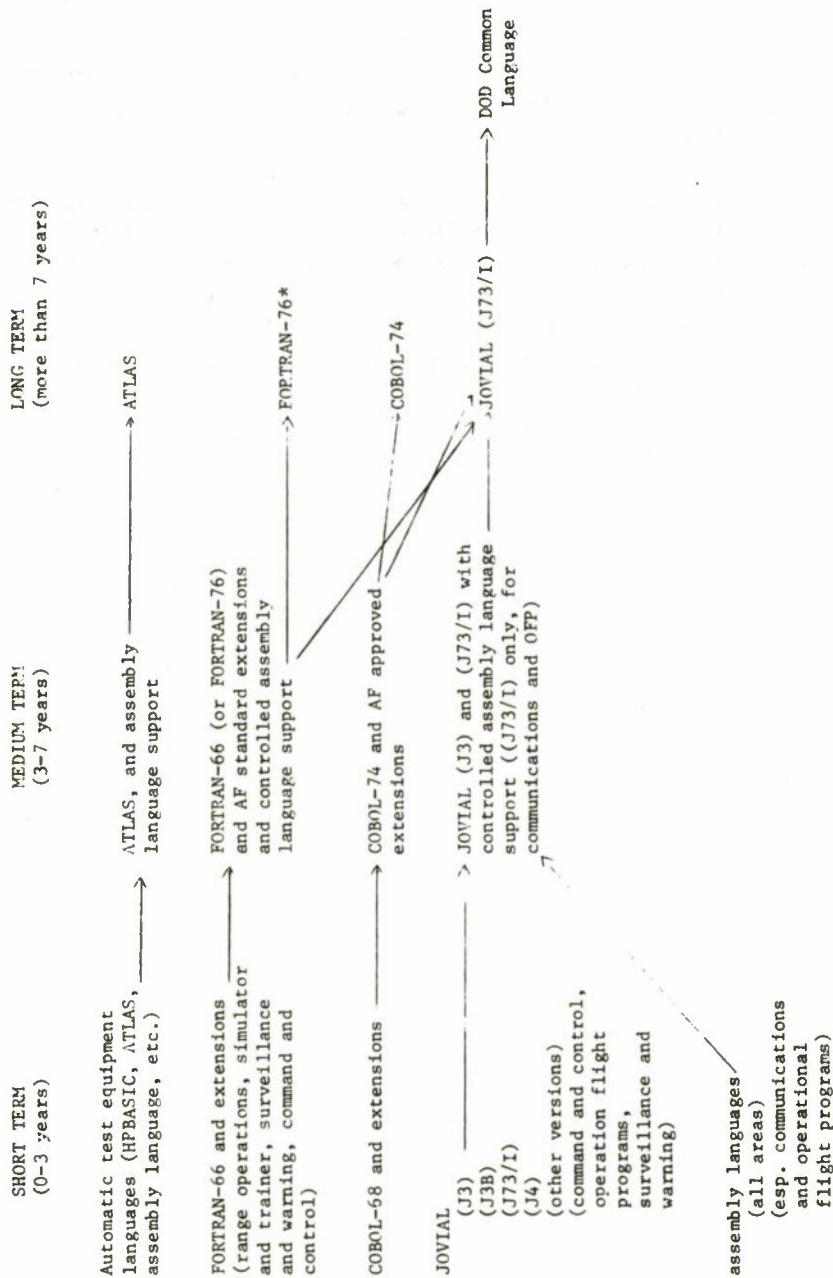 SHORT TERM
(0-3 years)
MEDIUM TERM
(3-7 years)
LONG TERM
(more than 7 years)
Automatic test equipment
languages (HPBASIC, ATLAS,
assembly language, etc.)
ATLAS, and assembly
language support
ATLAS
FORTRAN-66 and extensions
(range operations, simulator
and trainer, surveillance
and warning, command and
control)
FORTRAN-66 (or FORTRAN-76)
and AF standard extensions
and controlled assembly
language support
FORTRAN-76*
COBOL-68 and extensions
COBOL-74 and AF approved
extensions
COBOL-74
JOVIAL
(J3)
(J3B)
(J73/I)
(J4)
(other versions)
(command and control,
operation flight
programs,
surveillance and
warning)
JOVIAL (J3) and (J73/I) with
controlled assembly language
support ((J73/I) only, for
communications and OFP)
JOVIAL (J73/I)
DOD Common
Language
assembly languages
(all areas)
(esp. communications
and operational
flight programs)